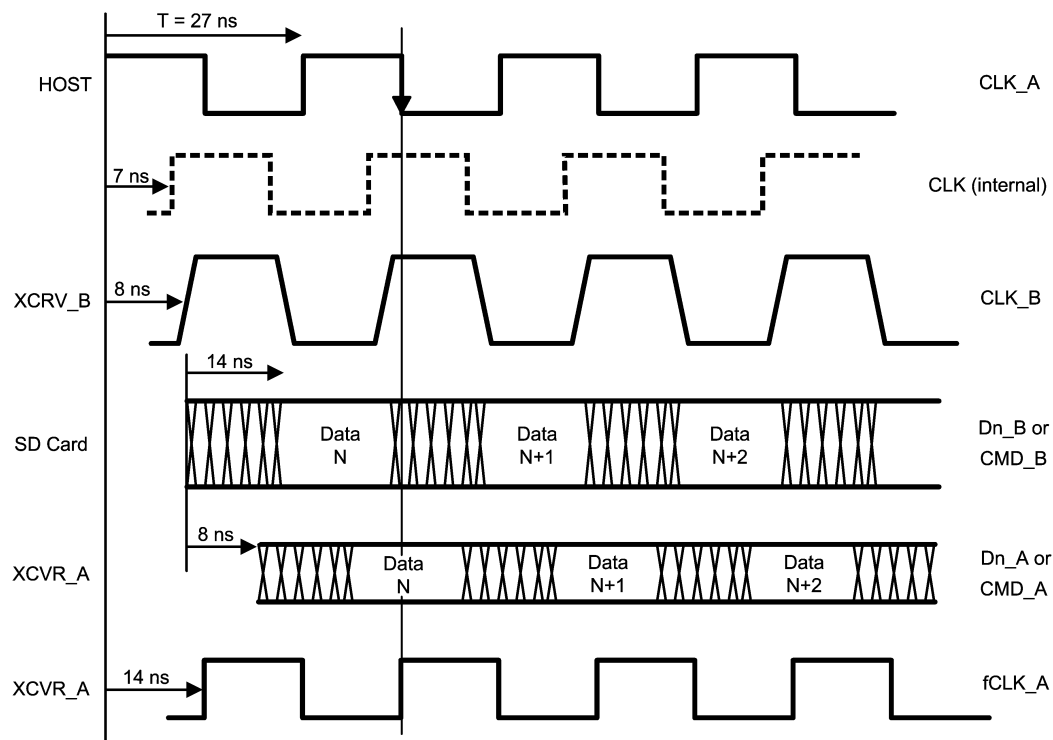 T = 27 ns
HOST
CLK_A
7 ns
CLK (internal)
8 ns
XCRV_B
CLK_B
14 ns
SD Card
Data
N
Data
N+1
Data
N+2
Dn_B or
CMD_B
8 ns
XCVR_A
Data
N
Data
N+1
Data
N+2
Dn_A or
CMD_A
14 ns
XCVR_A
fCLK_A